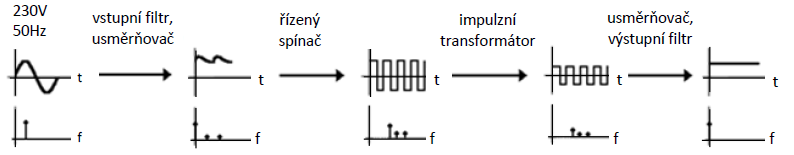 230V
50Hz
vstupní filtr,
usměrňovač
řízený
spínač
impulzní
transformátor
usměrňovač,
výstupní filtr
t
t
t
t
t
f
f
f
f
f